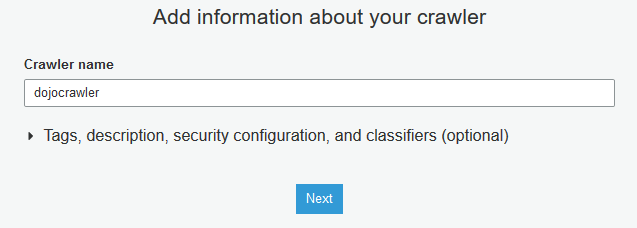 Add information about your crawler
Crawler name
dojocrawler
Tags, description, security configuration, and classifiers (optional)
Next